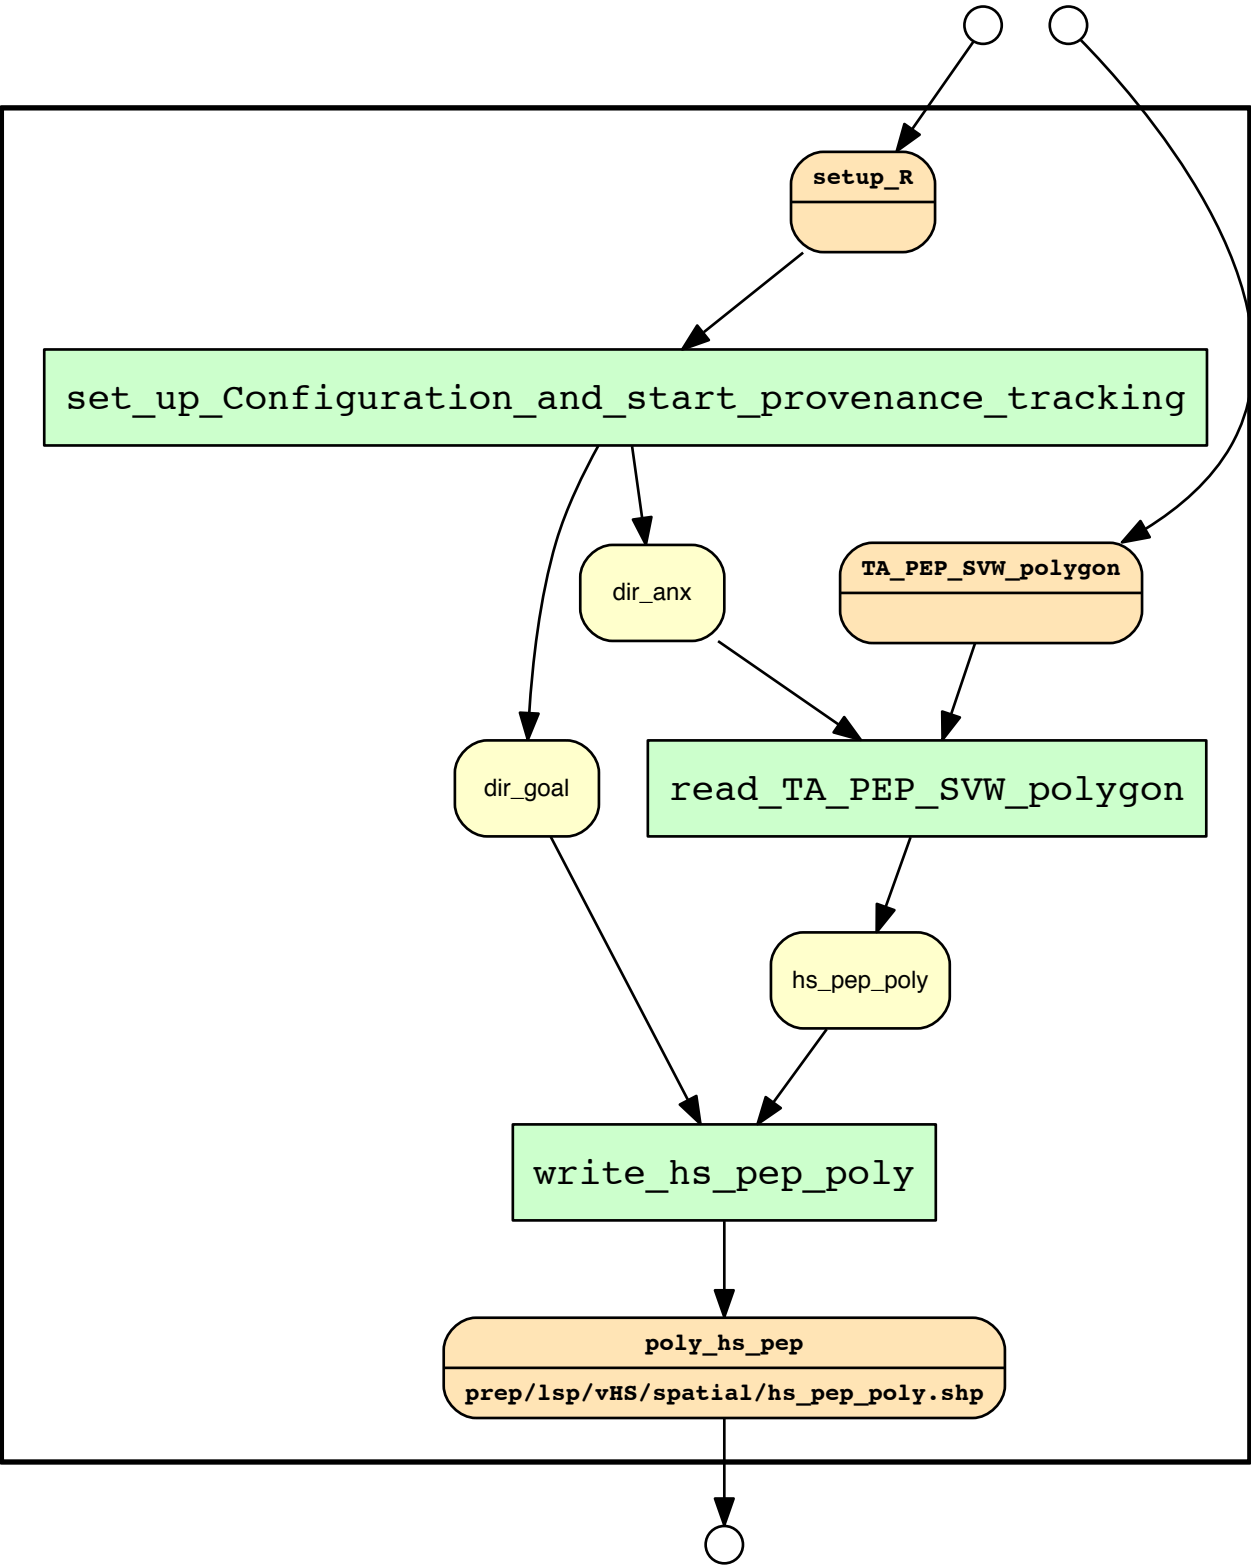 setup_R
set_up_Configuration_and_start_provenance_tracking
dir_anx
TA_PEP_SVW_polygon
dir_goal
read_TA_PEP_SVW_polygon
hs_pep_poly
write_hs_pep_poly
poly_hs_pep
prep/lsp/vHS/spatial/hs_pep_poly.shp